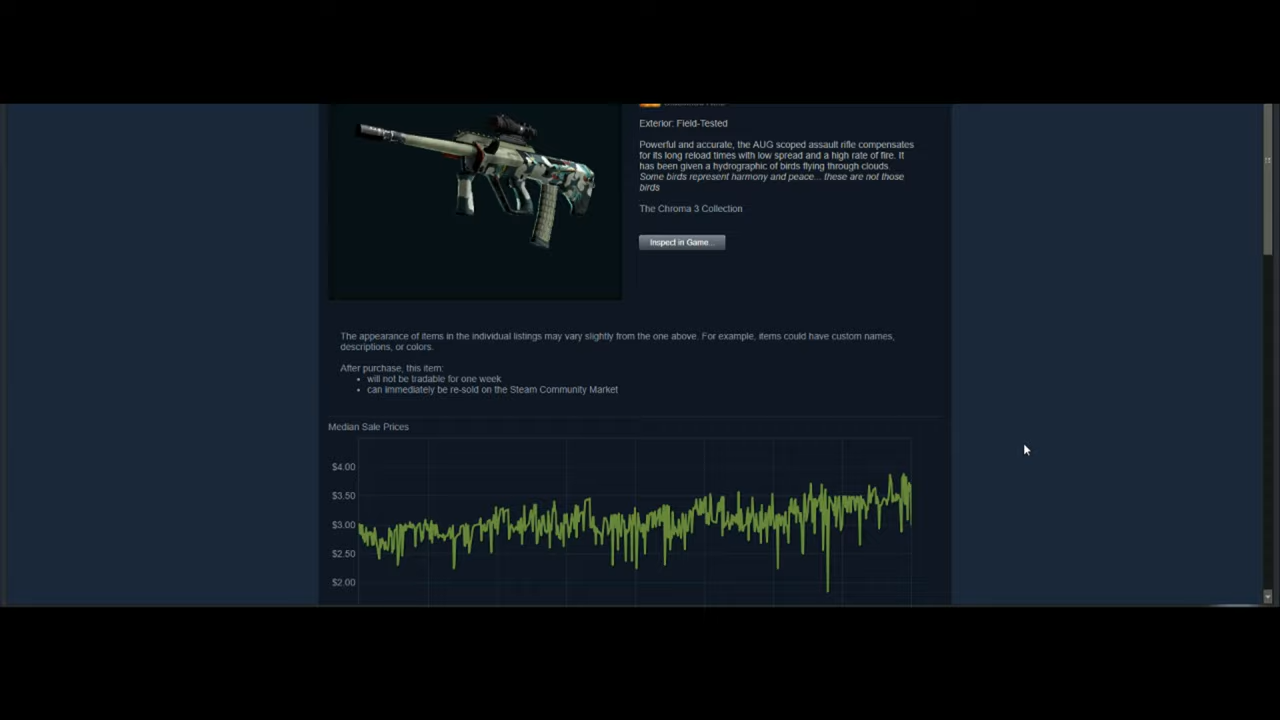 Exterior: Field-Tested
Powerful and accurate, the AUG scoped assault rifle compensates
for its long reload times with low spread and a high rate of fire. It
has been given a hydrographic of birds flying through clouds.
Some birds represent harmony and peace... these are not those
birds
The Chroma 3 Collection
Inspect in Game...
The appearance of items in the individual listings may vary slightly from the one above. For example, items could have custom names,
descriptions, or colors.
After purchase, this item:
• will not be tradable for one week
• can immediately be re-sold on the Steam Community Market
Median Sale Prices
$4.00
$3.50
$3.00
$2.50
$2.00